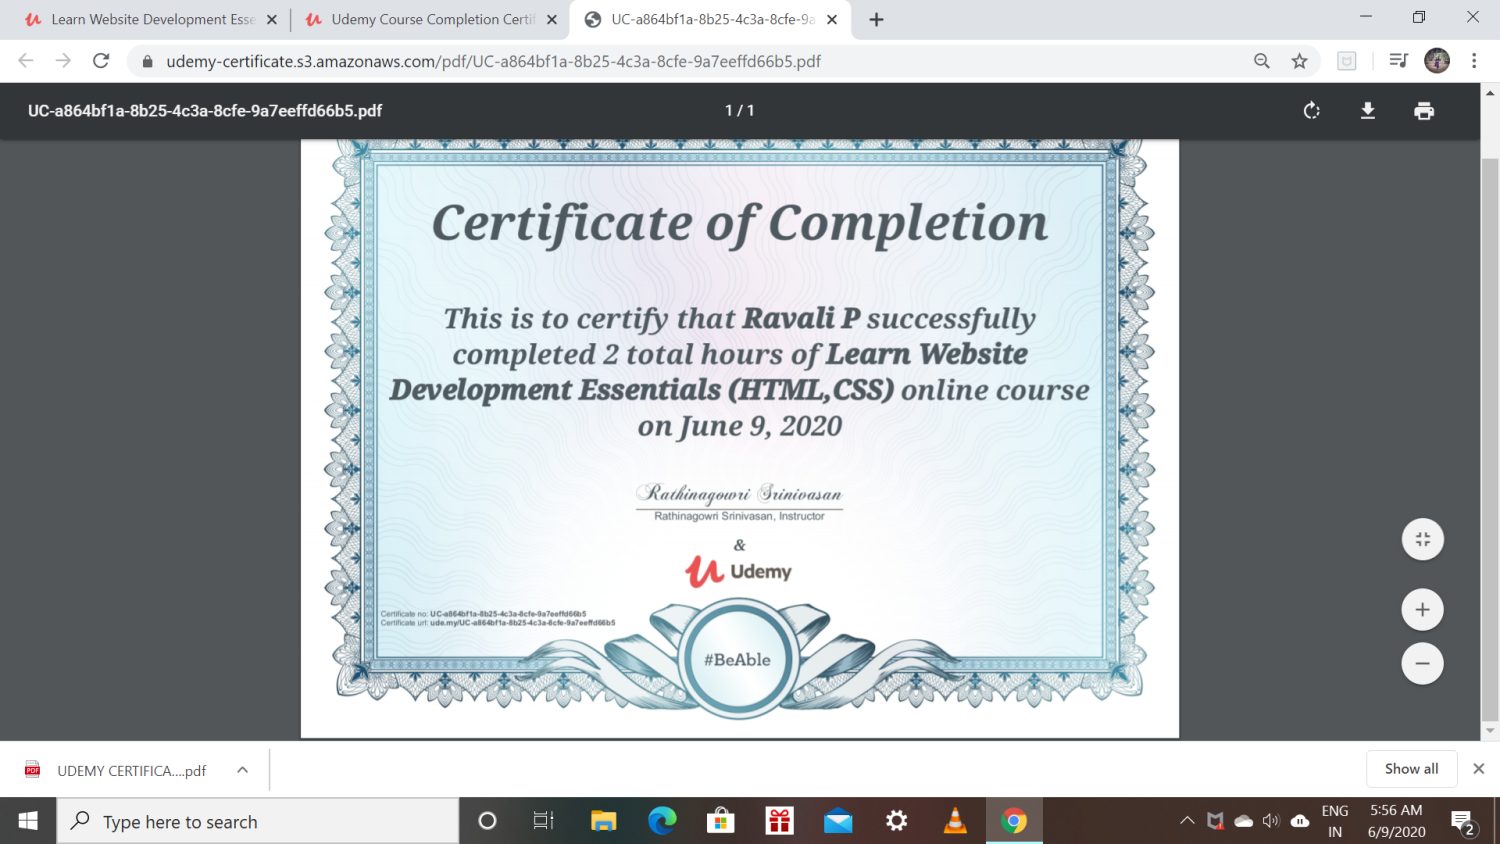 Learn Website Development Esse
Udemy Course Completion Certif
UC-a864bf1a-8b25-4c3a-8cfe-9a
udemy-certificate.s3.amazonaws.com/pdf/UC-a864bf1a-8b25-4c3a-8cfe-9a7eeffd66b5.pdf
UC-a864bf1a-8b25-4c3a-8cfe-9a7eeffd66b5.pdf
1 / 1
Certificate of Completion
This is to certify that Ravali P successfully
completed 2 total hours of Learn Website
Development Essentials (HTML,CSS) online course
on June 9, 2020
Rathinagowri Srinivasan
Rathinagowri Srinivasan, Instructor
&
Udemy
Certificate no: UC-a864bf1a-8b25-4c3a-8cfe-9a7eeffd66b5
Certificate url: ude.my/UC-a864bf1a-8b25-4c3a-8cfe-9a7eeffd66b5
#BeAble
UDEMY CERTIFICA....pdf
Show all
Type here to search
ENG
IN
5:56 AM
6/9/2020
2